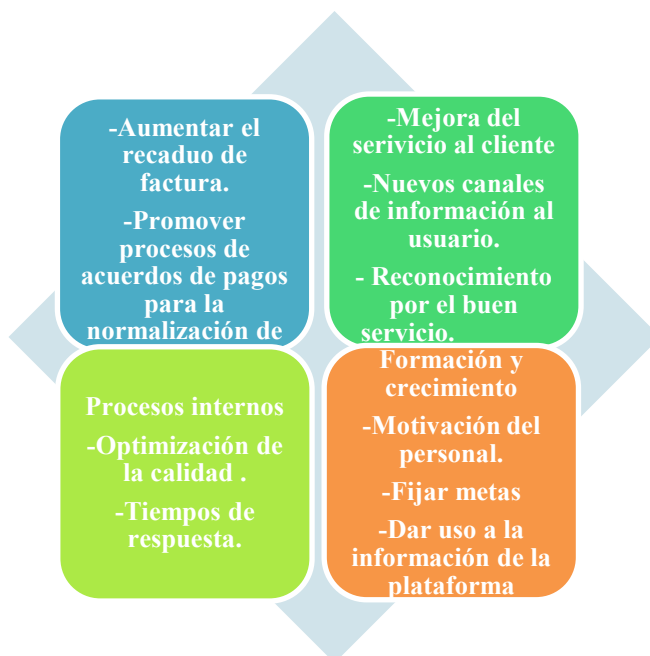 -Aumentar el
recaduo de
factura.
-Promover
procesos de
acuerdos de pagos
para la
normalización de
-Mejora del
serivicio al cliente
-Nuevos canales
de información al
usuario.
- Reconocimiento
por el buen
servicio.
Procesos internos
-Optimización de
la calidad .
-Tiempos de
respuesta.
Formación y
crecimiento
-Motivación del
personal.
-Fijar metas
-Dar uso a la
información de la
plataforma